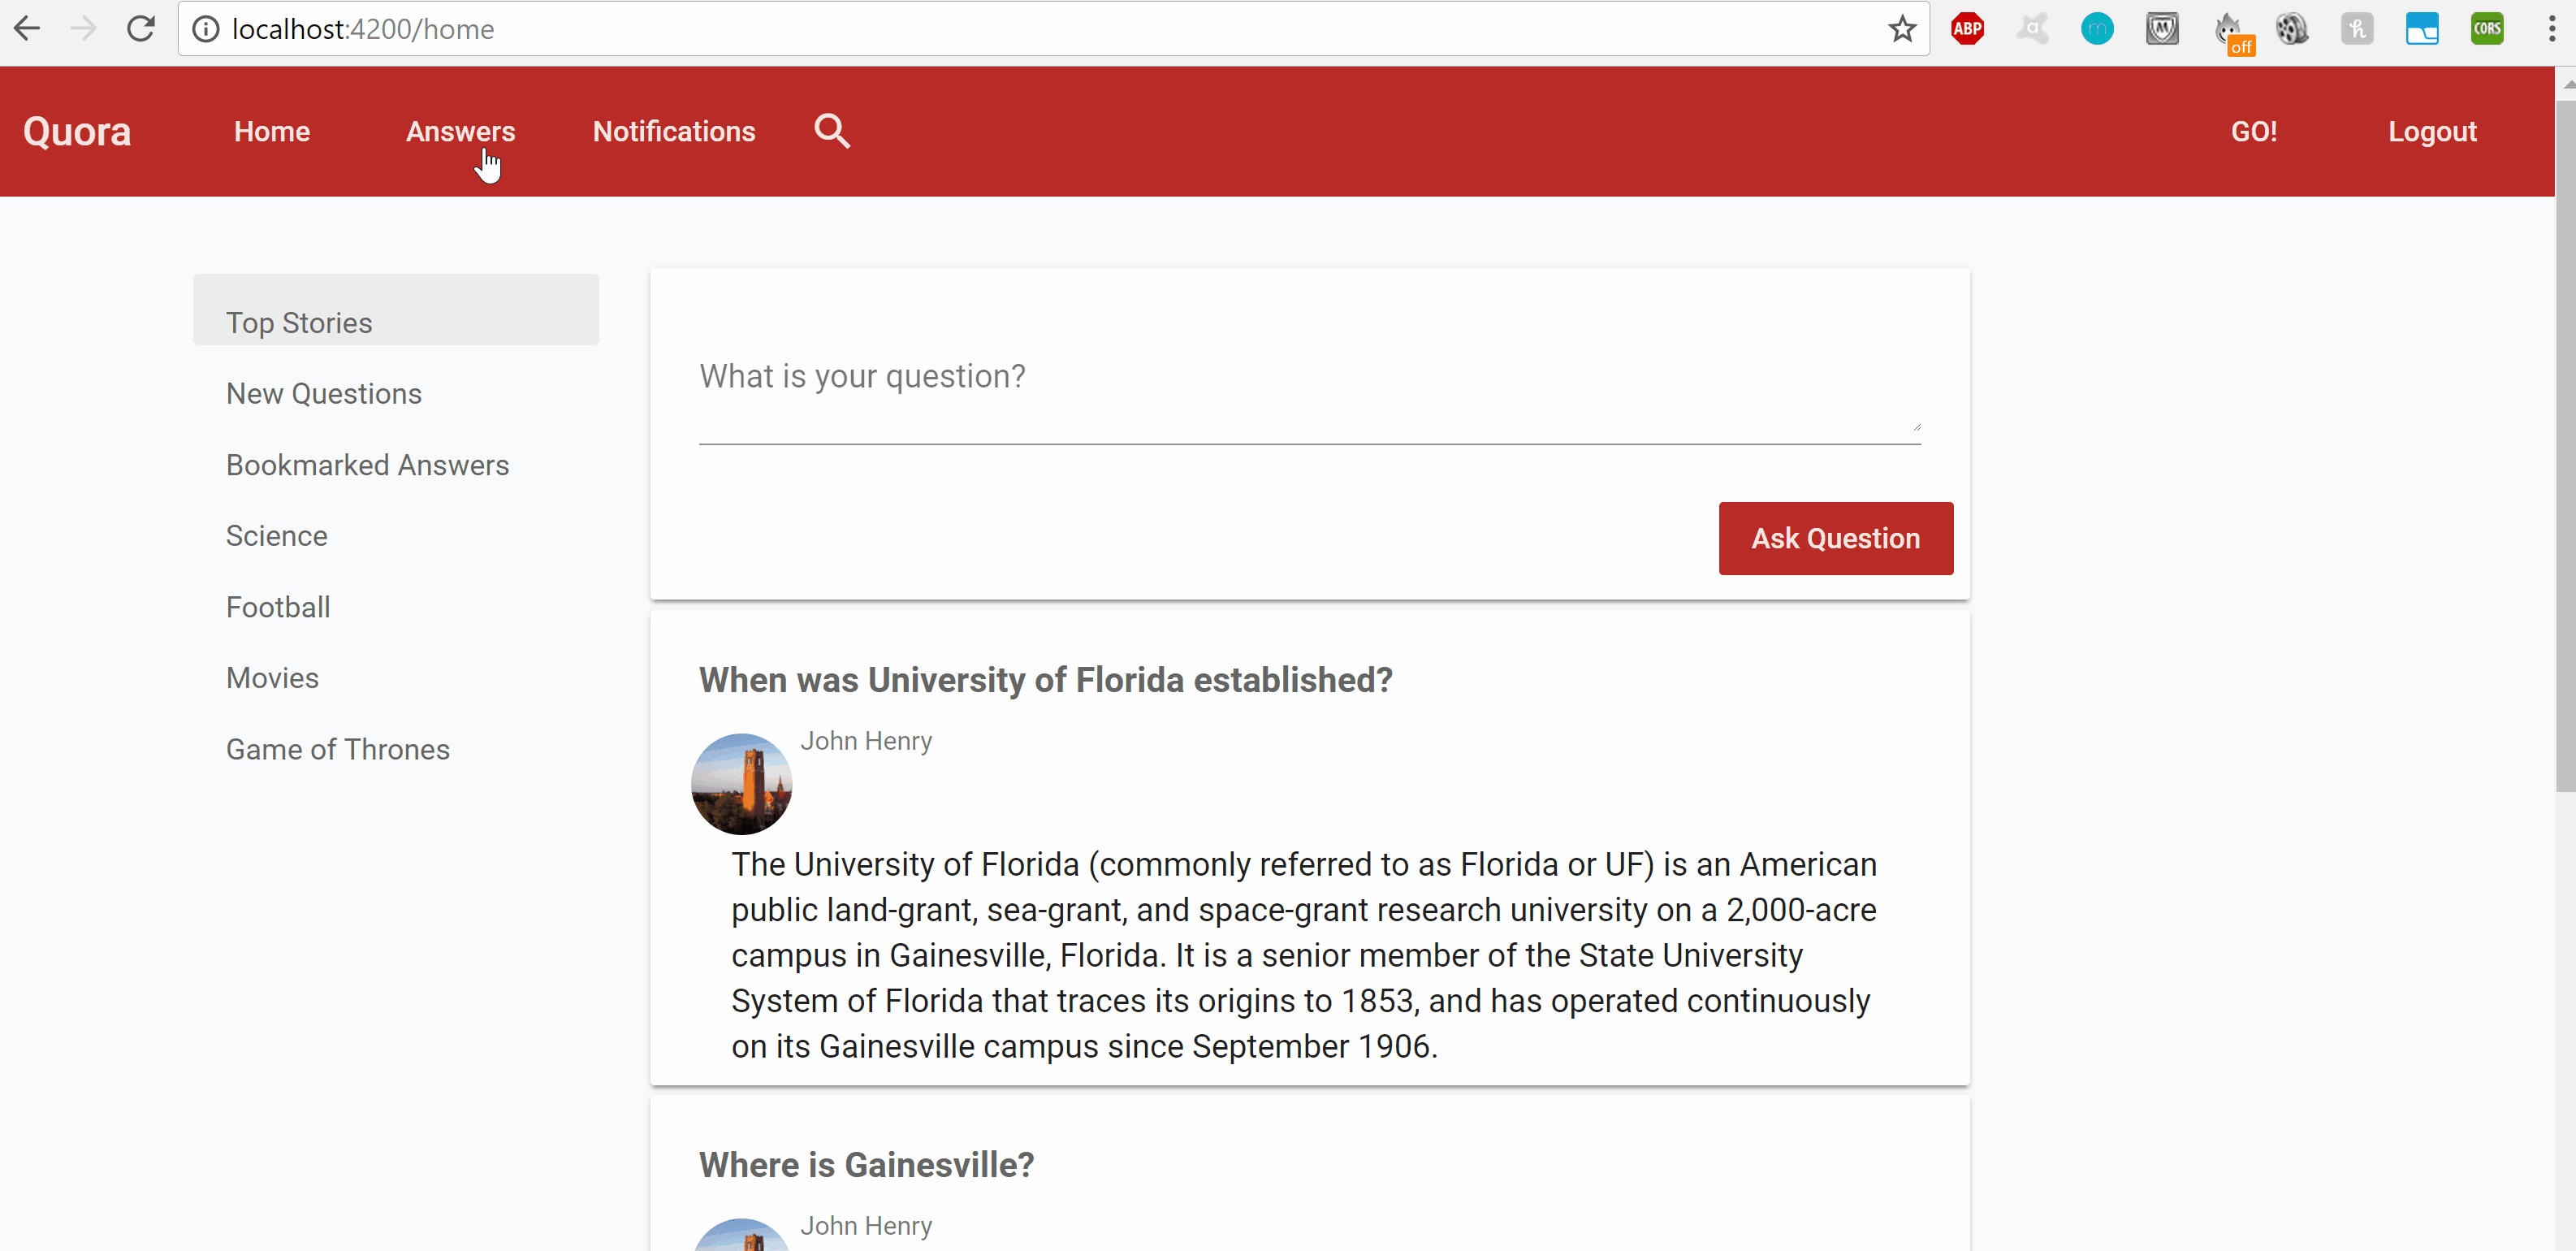 localhost:4200/home
ABP
off
CORS
Quora
Home
Answers
Notifications
GO!
Logout
Top Stories
New Questions
Bookmarked Answers
Science
Football
Movies
Game of Thrones
What is your question?
Ask Question
When was University of Florida established?
John Henry
The University of Florida (commonly referred to as Florida or UF) is an American
public land-grant, sea-grant, and space-grant research university on a 2,000-acre
campus in Gainesville, Florida. It is a senior member of the State University
System of Florida that traces its origins to 1853, and has operated continuously
on its Gainesville campus since September 1906.
Where is Gainesville?
John Henry